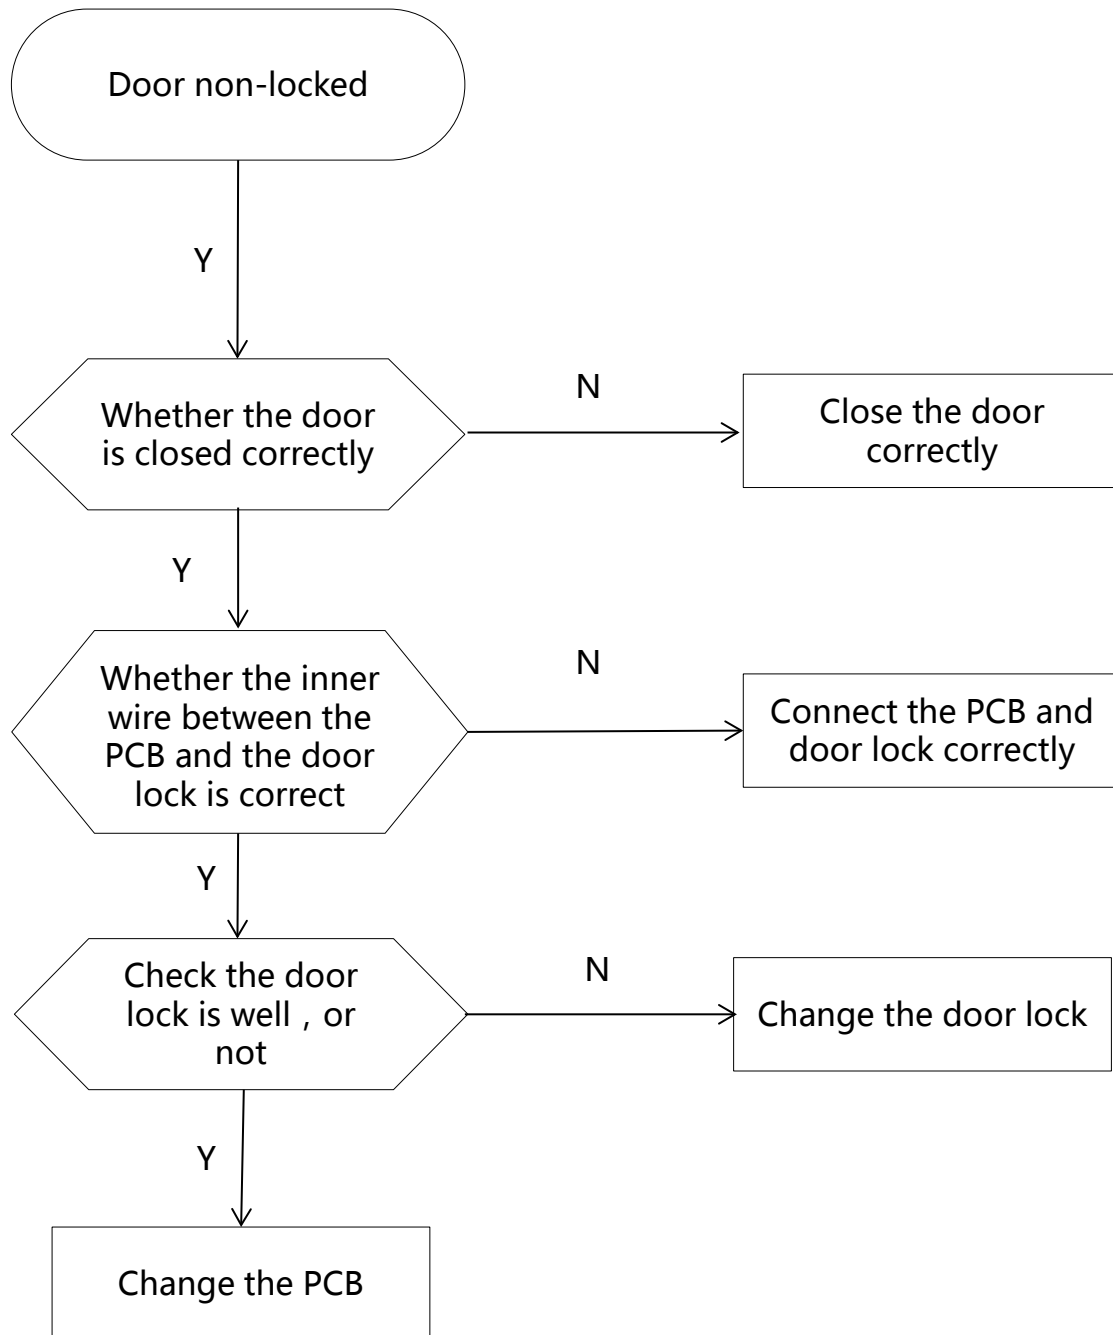 Door non-locked
Y
Whether the door
is closed correctly
N
Close the door
correctly
Y
Whether the inner
wire between the
PCB and the door
lock is correct
N
Connect the PCB and
door lock correctly
Y
Check the door
lock is well , or
not
N
Change the door lock
Y
Change the PCB